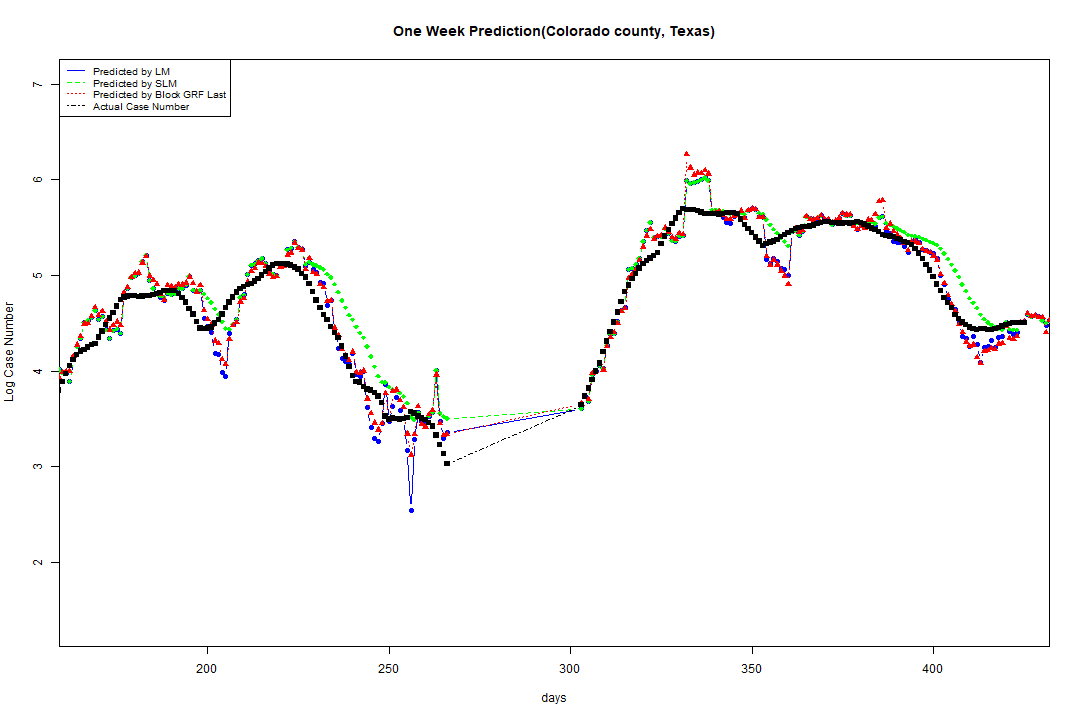 One Week Prediction(Colorado county, Texas)
Predicted by LM
Predicted by SLM
Predicted by Block GRF Last
Actual Case Number
Log Case Number
7
6
5
4
3
2
200 250 300 350 400
days